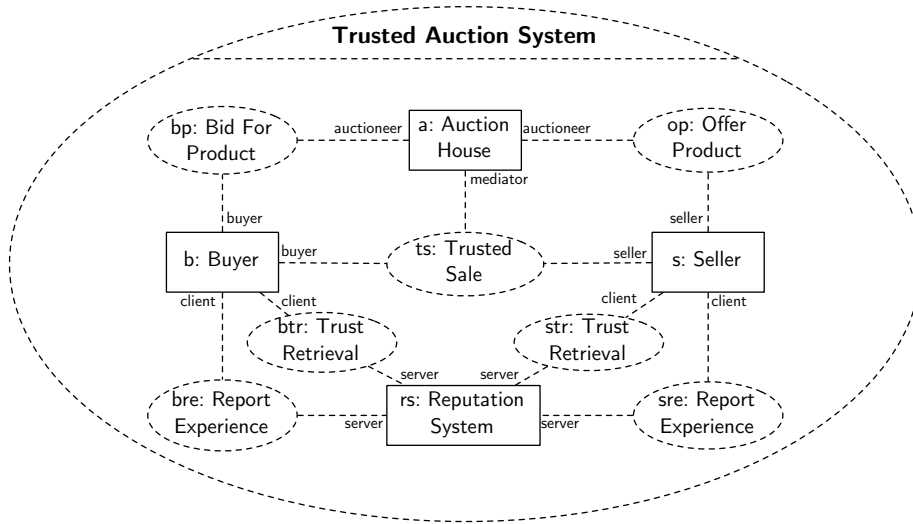 Trusted Auction System
bp: Bid For
Product
auctioneer
a: Auction
House
auctioneer
op: Offer
Product
mediator
buyer
seller
b: Buyer
buyer
ts: Trusted
Sale
seller
s: Seller
client
client
client
client
btr: Trust
Retrieval
str: Trust
Retrieval
server
server
bre: Report
Experience
server
rs: Reputation
System
server
sre: Report
Experience